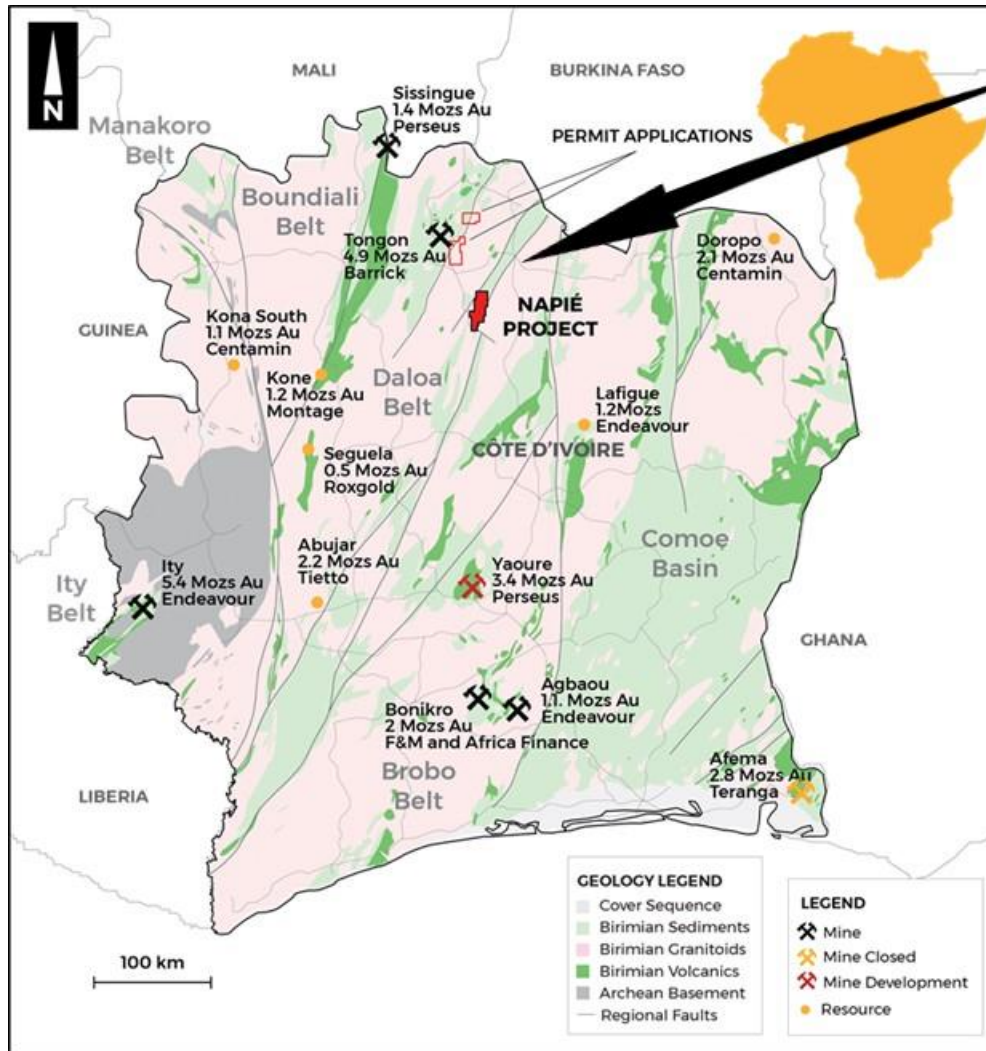 N
MALI
BURKINA FASO
Manakoro
Belt
Sissingue
1.4 Mozs Au
Perseus
PERMIT APPLICATIONS
Boundiali
Belt
Tongon
4.9 Mozs Au
Barrick
Doropo
2.1 Mozs Au
Centamin
NAPIÉ
PROJECT
GUINEA
Kona South
1.1 Mozs Au
Centamin
Kone
1.2 Mozs Au
Montage
Daloa
Belt
Lafigue
1.2Mozs
Endeavour
CÔTE D'IVOIRE
Seguela
0.5 Mozs Au
Roxgold
Comoe
Basin
Ity
Belt
Ity
5.4 Mozs Au
Endeavour
Abujar
2.2 Mozs Au
Tietto
Yaoure
3.4 Mozs Au
Perseus
GHANA
Bonikro
2 Mozs Au
F&M and Africa Finance
Agbaou
1.1. Mozs Au
Endeavour
Brobo
Belt
Afema
2.8 Mozs Au
Teranga
LIBERIA
100 km
GEOLOGY LEGEND
Cover Sequence
Birimian Sediments
Birimian Granitoids
Birimian Volcanics
Archean Basement
Regional Faults
LEGEND
Mine
Mine Closed
Mine Development
Resource